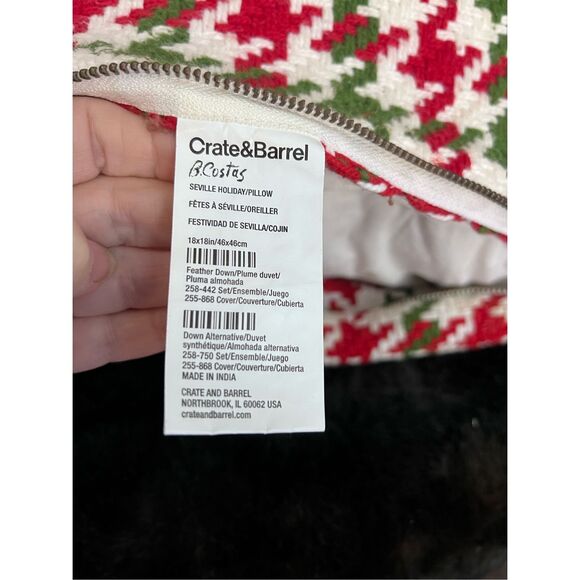 Crate&Barrel
B.Costas
SEVILLE HOLIDAY/PILLOW
FÊTES À SÉVILLE/OREILLER
FESTIVIDAD DE SEVILLA/COJIN
18x18in/46x46cm
Feather Down/Plume duvet/
Pluma almohada
258-442 Set/Ensemble/Juego
255-868 Cover/Couverture/Cubierta
Down Alternative/Duvet
synthétique/Almohada alternativa
258-750 Set/Ensemble/Juego
255-868 Cover/Couverture/Cubierta
MADE IN INDIA
CRATE AND BARREL
NORTHBROOK, IL 60062 USA
crateandbarrel.com